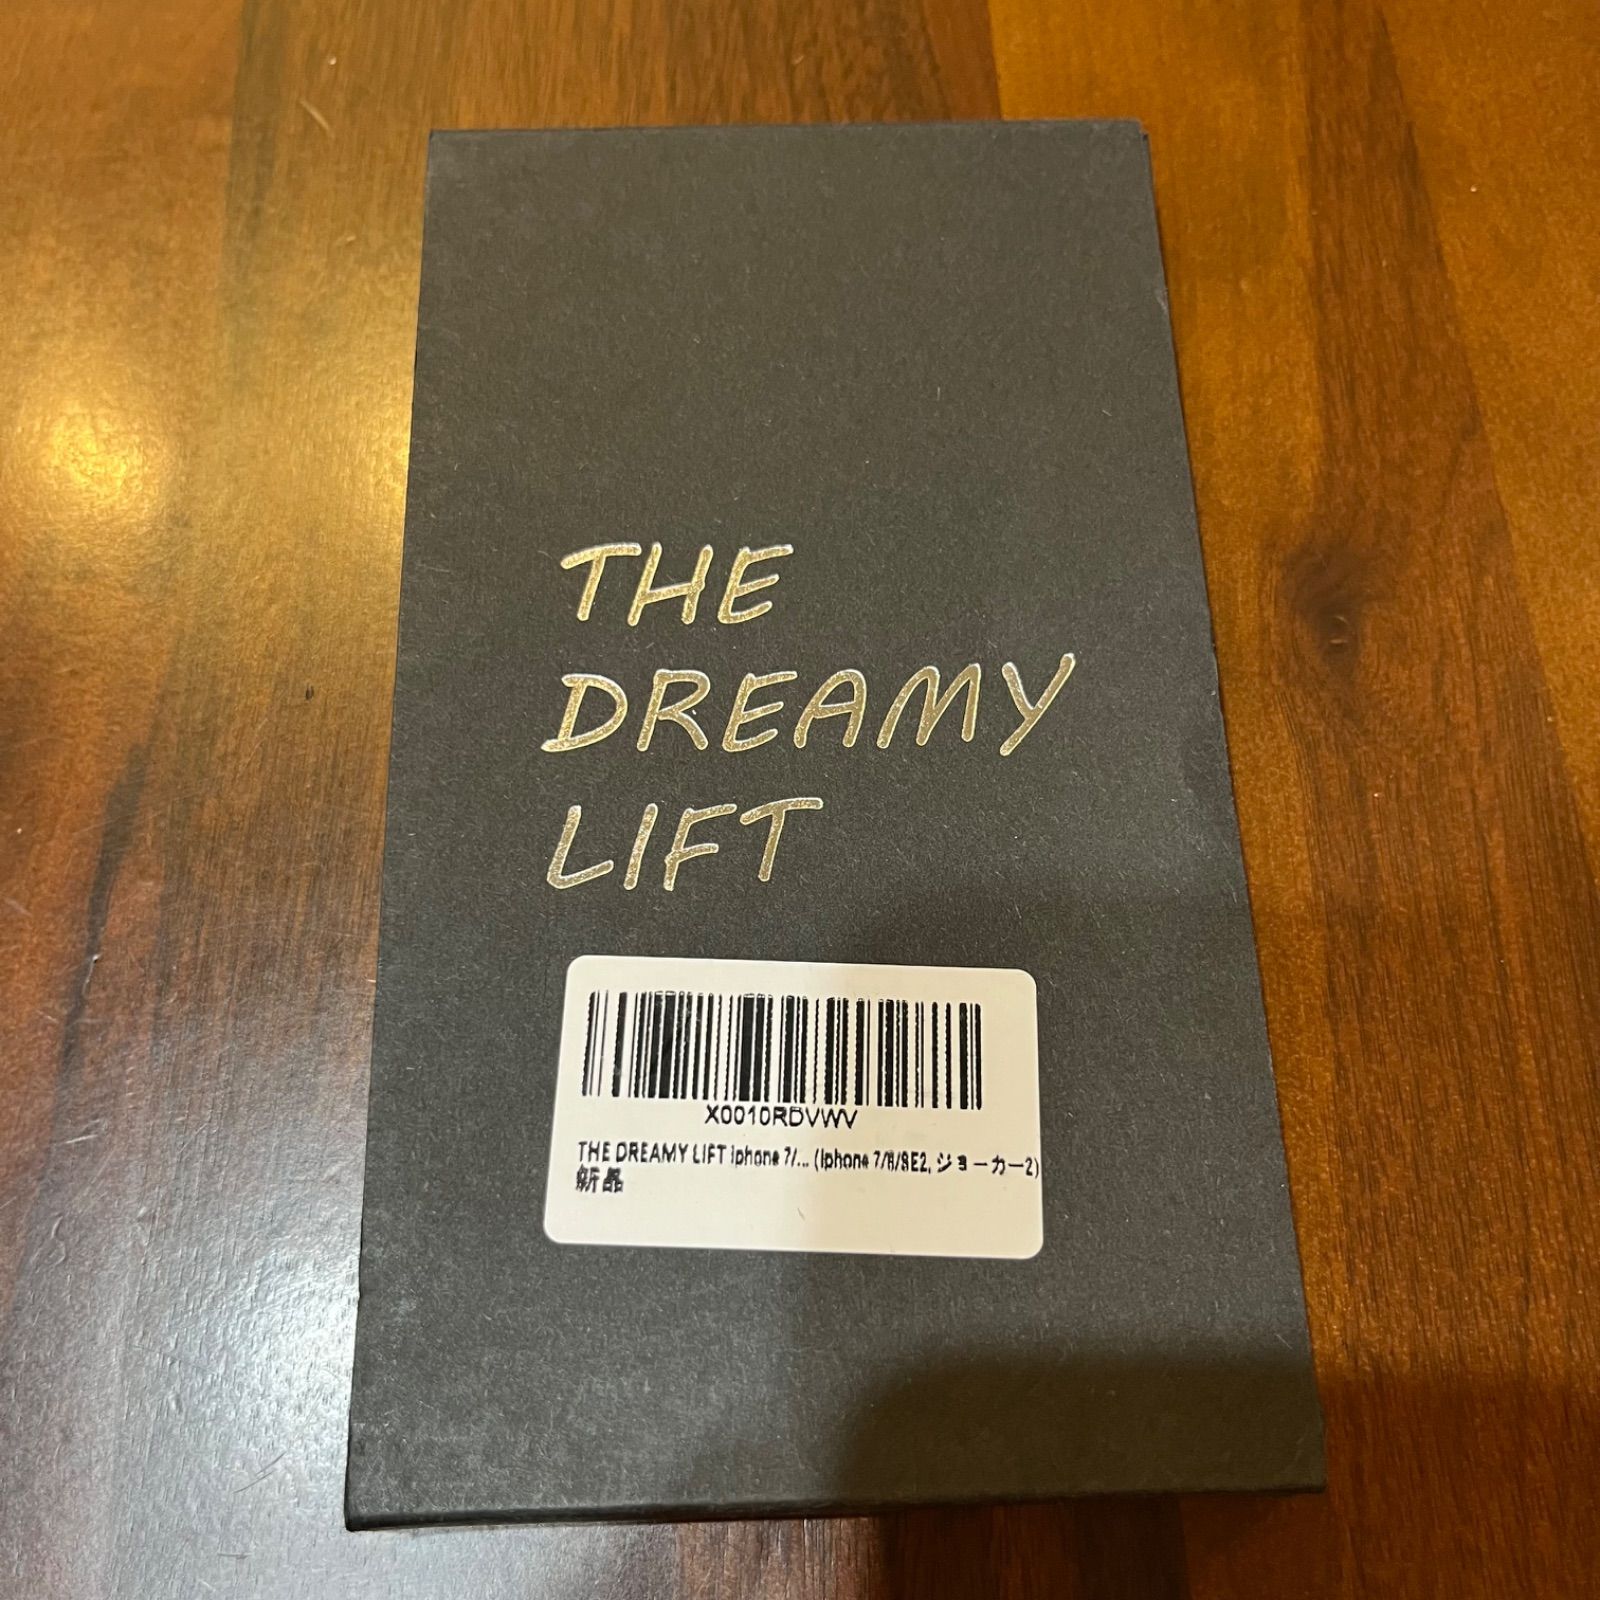 THE
DREAMY
LIFT
X0010RDVWV
THE DREAMY LIFT iphone 7/... (iphone 7/8/SE2, ジョーカー2)
新品